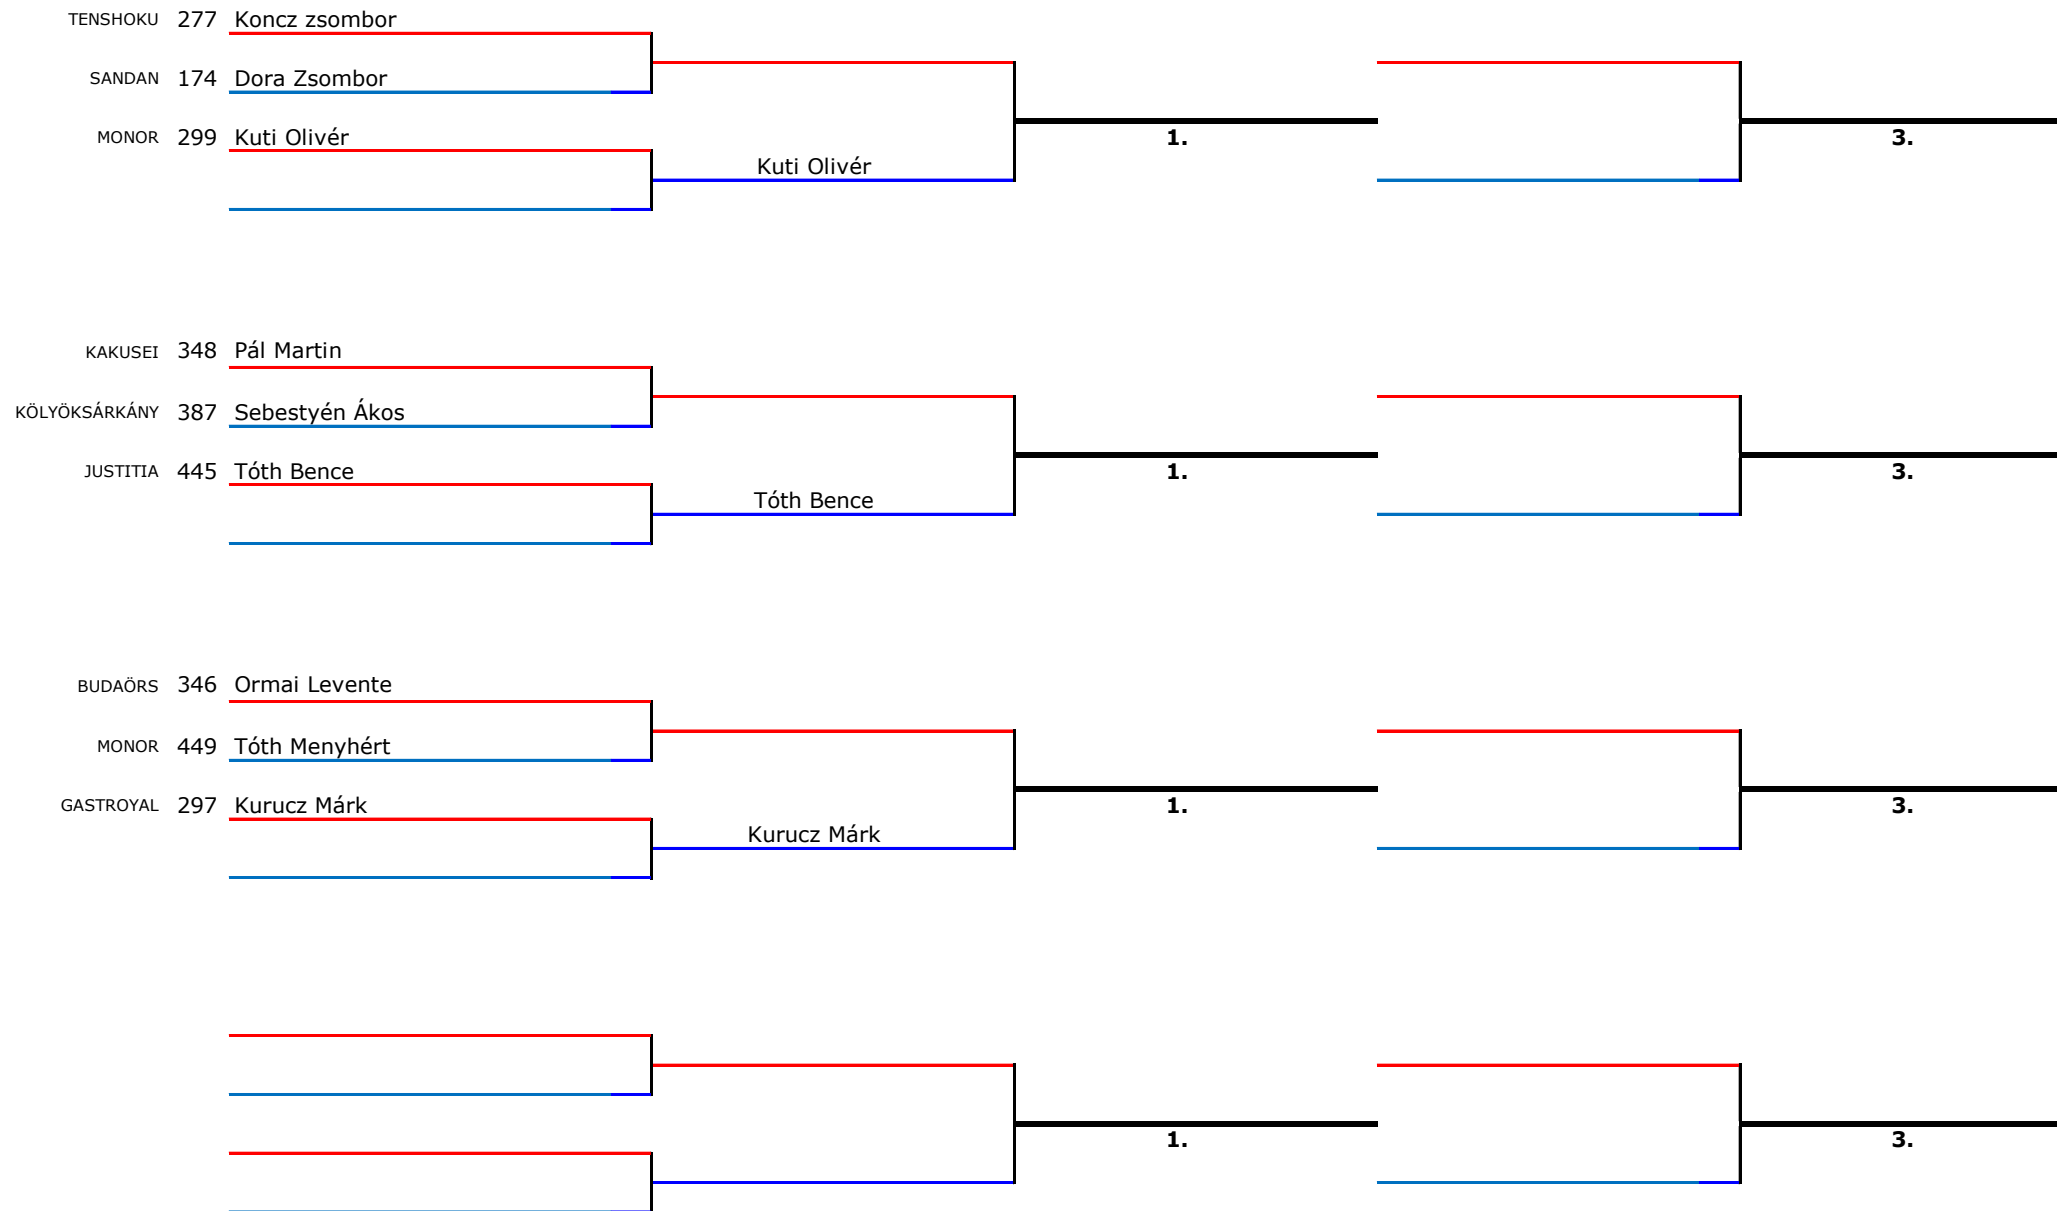 TENSHOKU 277 Koncz zsombor
SANDAN 174 Dora Zsombor
MONOR 299 Kuti Olivér
1.
3.
Kuti Olivér
KAKUSEI 348 Pál Martin
KÖLYÖKSÁRKÁNY 387 Sebestyén Ákos
JUSTITIA 445 Tóth Bence
1.
3.
Tóth Bence
BUDAÖRS 346 Ormai Levente
MONOR 449 Tóth Menyhért
GASTROYAL 297 Kurucz Márk
1.
3.
Kurucz Márk
1.
3.